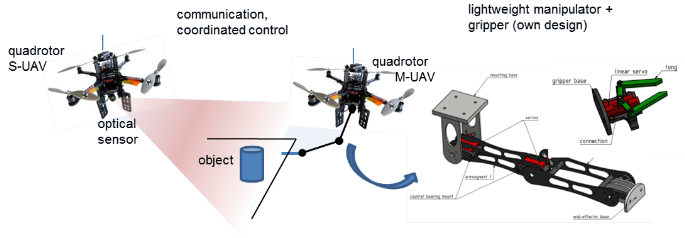 communication,
coordinated control
lightweight manipulator +
gripper (own design)
quadrotor
S-UAV
quadrotor
M-UAV
optical
sensor
object
mounting base
servos
armsegment 1
counter bearing mount
end-effector base
linear servo
tong
gripper base
connection